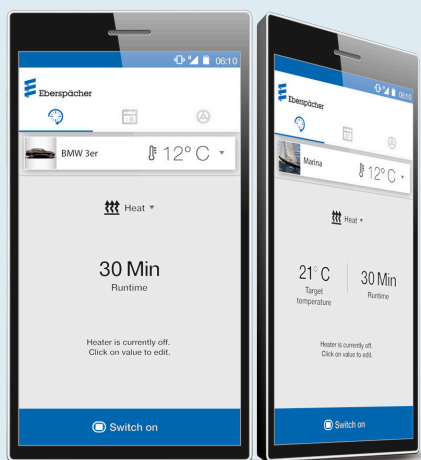 06:10
Eberspächer
BMW 3er 12° C
Heat
30 Min
Runtime
Heater is currently off.
Click on value to edit.
Switch on
06:10
Eberspächer
Marina 12° C
Heat
21° C 30 Min
Target Runtime
temperature
Heater is currently off.
Click on value to edit.
Switch on